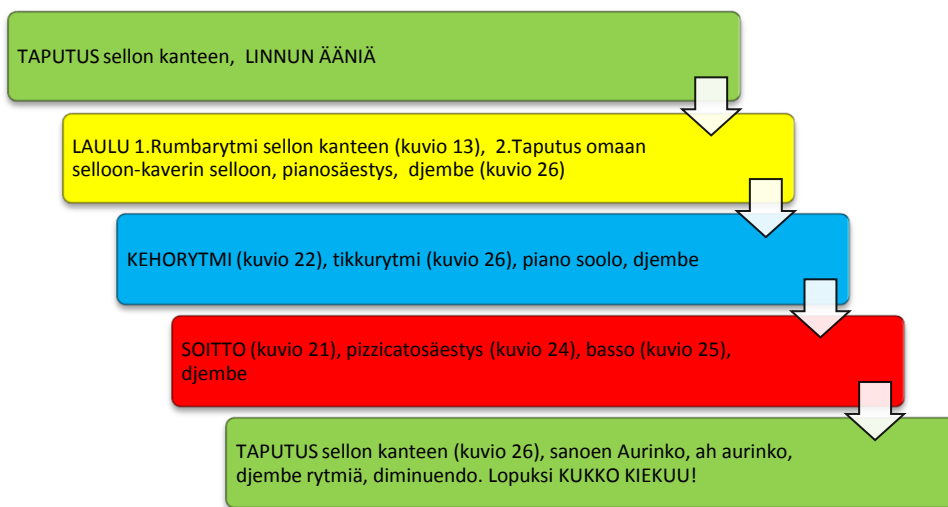 TAPUTUS sellon kanteen, LINNUN ÄÄNIÄ
LAULU 1.Rumbarytmi sellon kanteen (kuvio 13), 2.Taputus omaan
selloon-kaverin selloon, pianosäestys, djembe (kuvio 26)
KEHORYTMI (kuvio 22), tikkurytmi (kuvio 26), piano soolo, djembe
SOITTO (kuvio 21), pizzicatosäestys (kuvio 24), basso (kuvio 25),
djembe
TAPUTUS sellon kanteen (kuvio 26), sanoen Aurinko, ah aurinko,
djembe rytmiä, diminuendo. Lopuksi KUKKO KIEKUU!